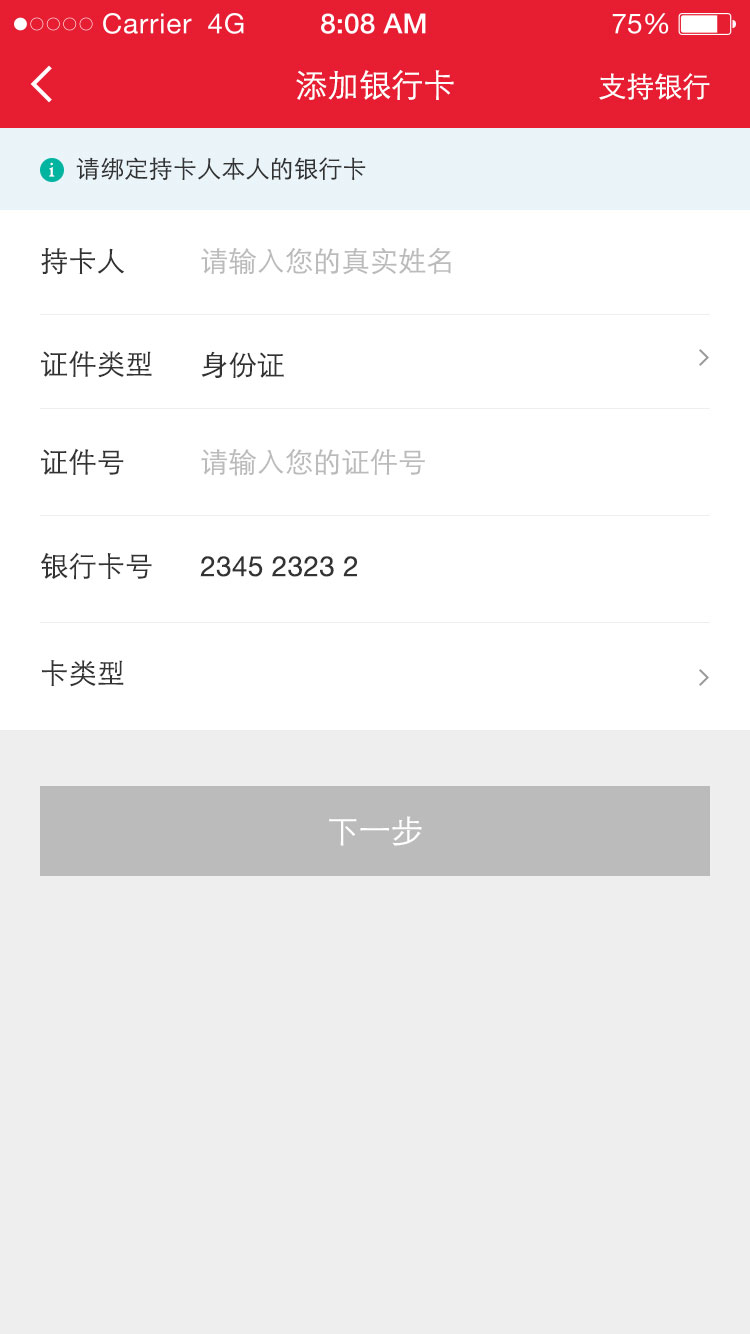 Carrier 4G 8:08 AM 75%
添加银行卡 支持银行
请绑定持卡人本人的银行卡
持卡人 请输入您的真实姓名
证件类型 身份证
证件号 请输入您的证件号
银行卡号 2345 2323 2
卡类型
下一步